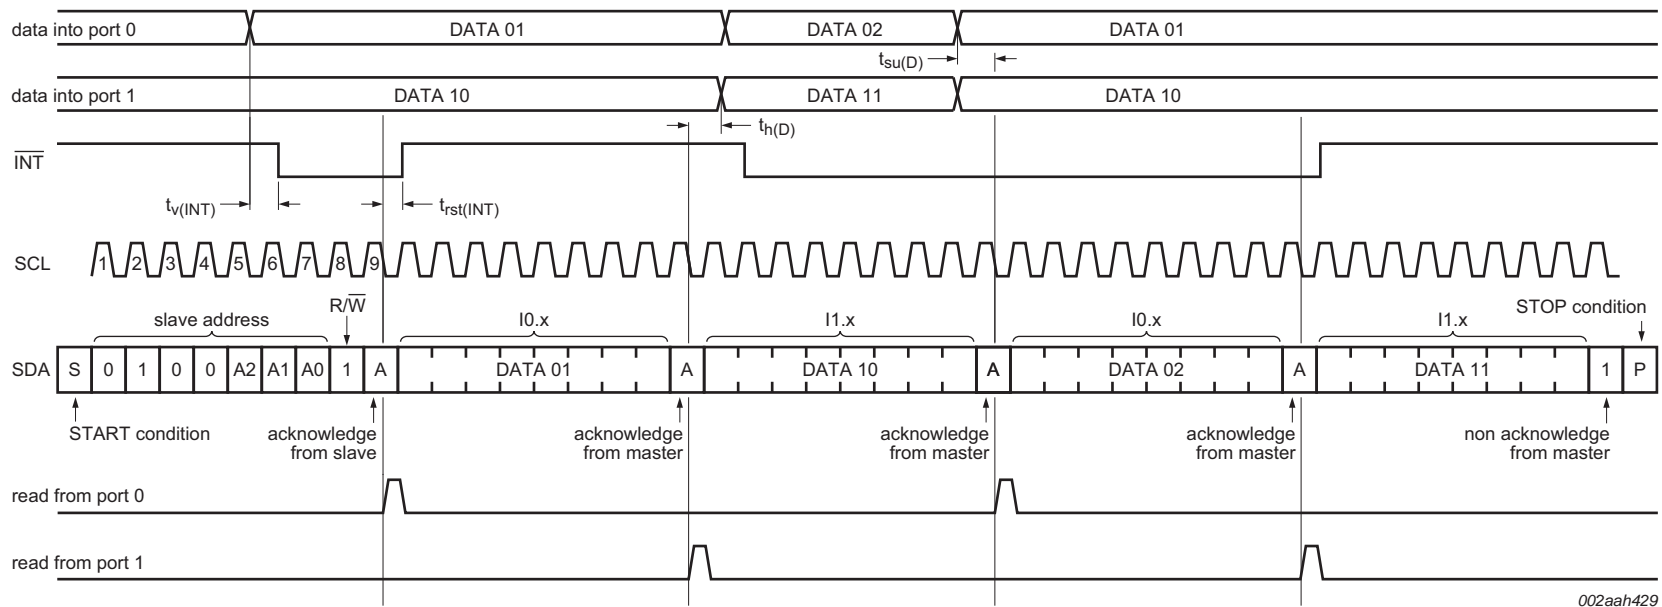 data into port 0 DATA 01 DATA 02 DATA 01
tsu(D)
data into port 1 DATA 10 DATA 11 DATA 10
th(D)
INT
tv(INT) trst(INT)
SCL 1 2 3 4 5 6 7 8 9
R/W STOP condition
slave address I0.x I1.x I0.x I1.x
SDA S 0 1 0 0 A2 A1 A0 1 A DATA 01 A DATA 10 A DATA 02 A DATA 11 1 P
START condition acknowledge acknowledge acknowledge acknowledge non acknowledge
from slave from master from master from master from master
read from port 0
read from port 1
002aah429